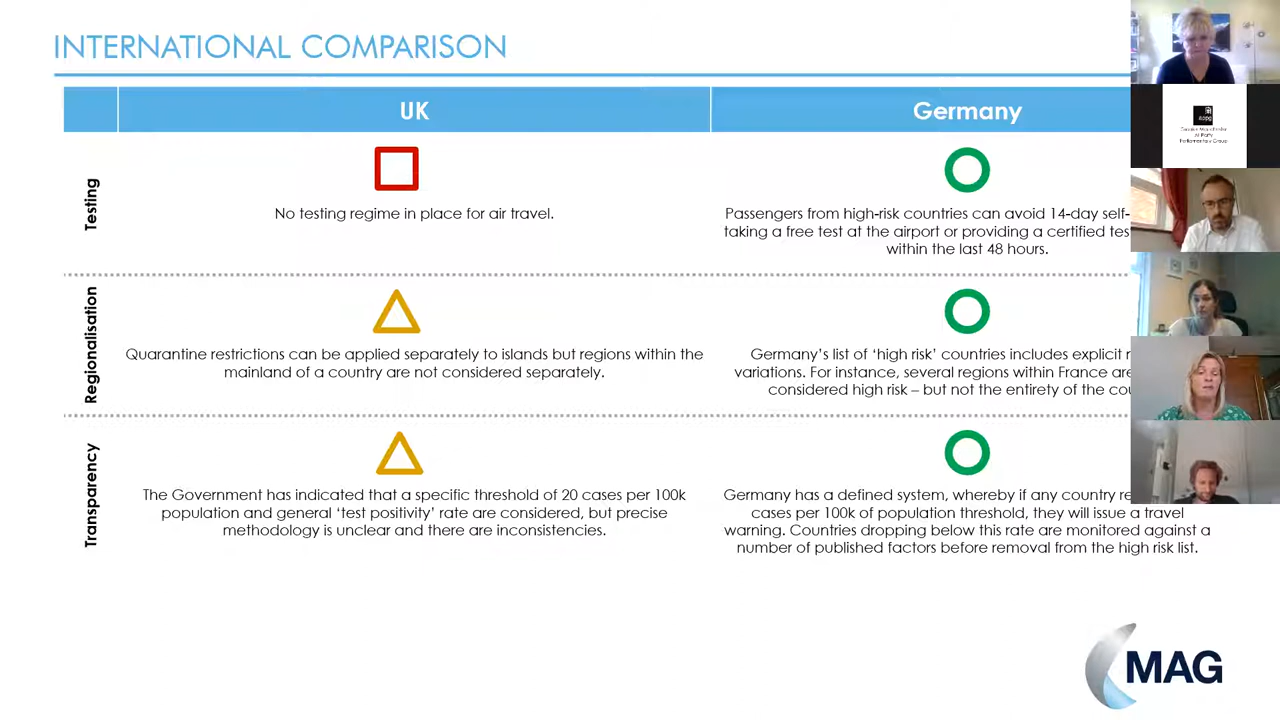 INTERNATIONAL COMPARISON
UK
Germany
Testing
No testing regime in place for air travel.
Passengers from high-risk countries can avoid 14-day self-
taking a free test at the airport or providing a certified
within the last 48 hours.
Regionalisation
Quarantine restrictions can be applied separately to islands but regions within the
mainland of a country are not considered separately.
Germany's list of 'high risk' countries includes explicit
variations. For instance, several regions within France are
considered high risk – but not the entirety of the
Transparency
The Government has indicated that a specific threshold of 20 cases per 100k
population and general 'test positivity' rate are considered, but precise
methodology is unclear and there are inconsistencies.
Germany has a defined system, whereby if any country
cases per 100k of population threshold, they will issue a travel
warning. Countries dropping below this rate are monitored against a
number of published factors before removal from the high risk list.
appg
Greater Manchester
All Party
Parliamentary Group
MAG